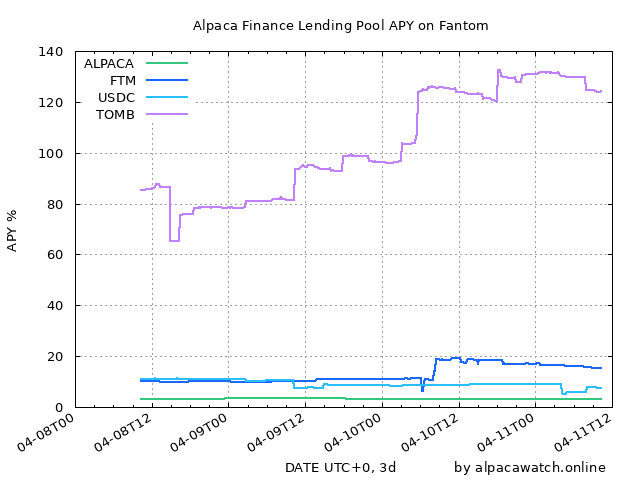 Alpaca Finance Lending Pool APY on Fantom
140
120
100
80
60
40
20
0
APY %
ALPACA
FTM
USDC
TOMB
04-08T00
04-08T12
04-09T00
04-09T12
04-10T00
04-10T12
04-11T00
04-11T12
DATE UTC+0, 3d by alpacawatch.online